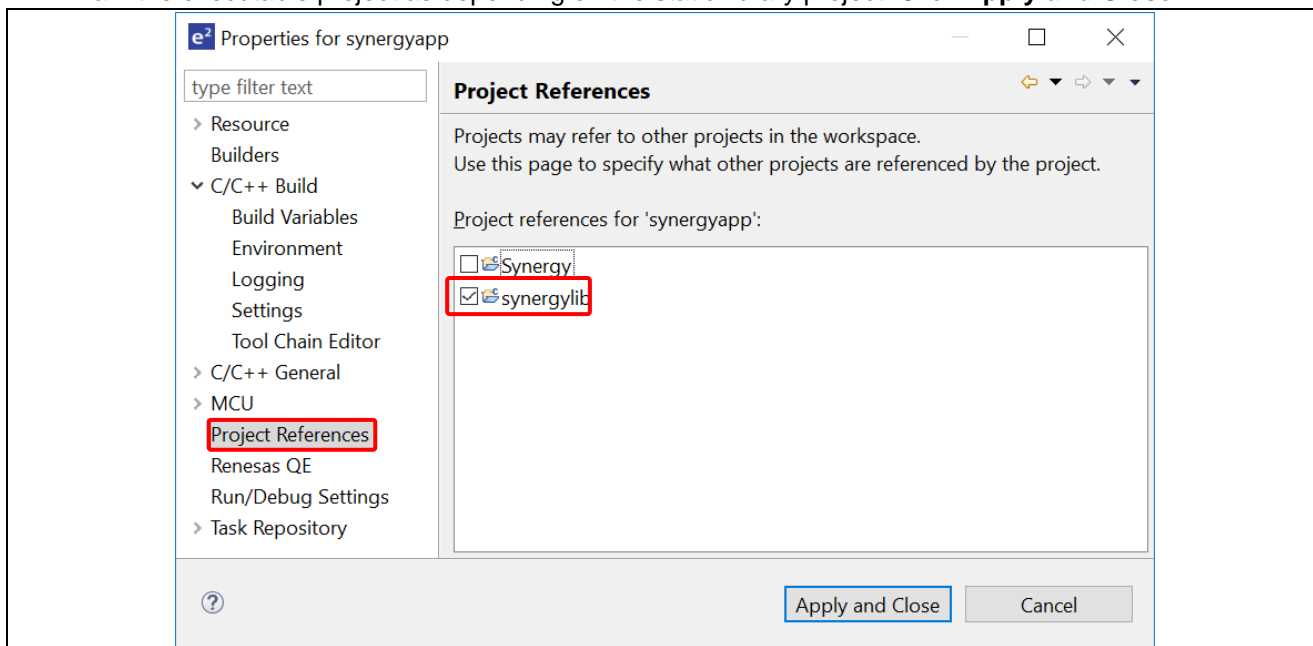 Properties for synergyapp
type filter text
Project References
Resource
Projects may refer to other projects in the workspace.
Builders
Use this page to specify what other projects are referenced by the project.
C/C++ Build
Build Variables
Project references for 'synergyapp':
Environment
Synergy
Logging
synergylib
Settings
Tool Chain Editor
C/C++ General
MCU
Project References
Renesas QE
Run/Debug Settings
Task Repository
Apply and Close
Cancel